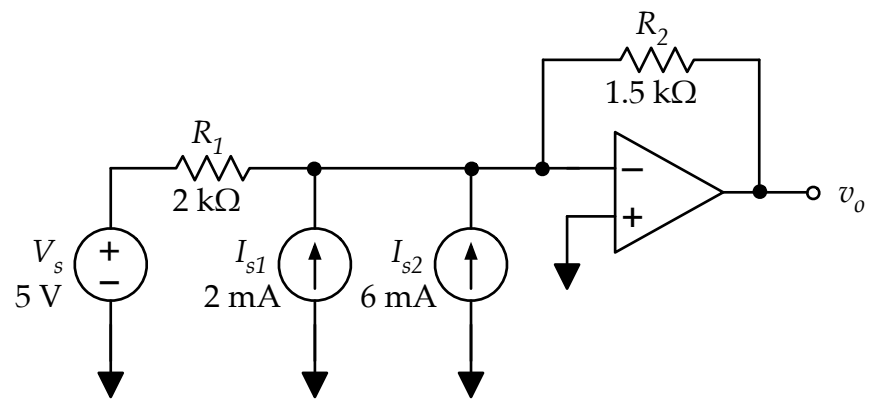 R2
1.5 kΩ
R1
2 kΩ
Vs
5 V
+
−
Is1
2 mA
Is2
6 mA
−
+
vo